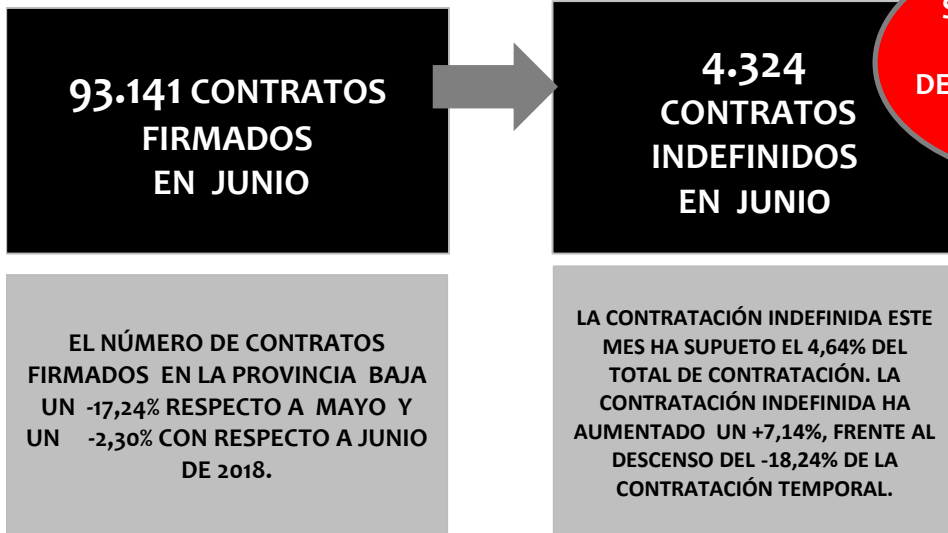 93.141 CONTRATOS
FIRMADOS
EN JUNIO
4.324
CONTRATOS
INDEFINIDOS
EN JUNIO
EL NÚMERO DE CONTRATOS
FIRMADOS EN LA PROVINCIA BAJA
UN -17,24% RESPECTO A MAYO Y
UN -2,30% CON RESPECTO A JUNIO
DE 2018.
LA CONTRATACIÓN INDEFINIDA ESTE
MES HA SUPUETO EL 4,64% DEL
TOTAL DE CONTRATACIÓN. LA
CONTRATACIÓN INDEFINIDA HA
AUMENTADO UN +7,14%, FRENTE AL
DESCENSO DEL -18,24% DE LA
CONTRATACIÓN TEMPORAL.